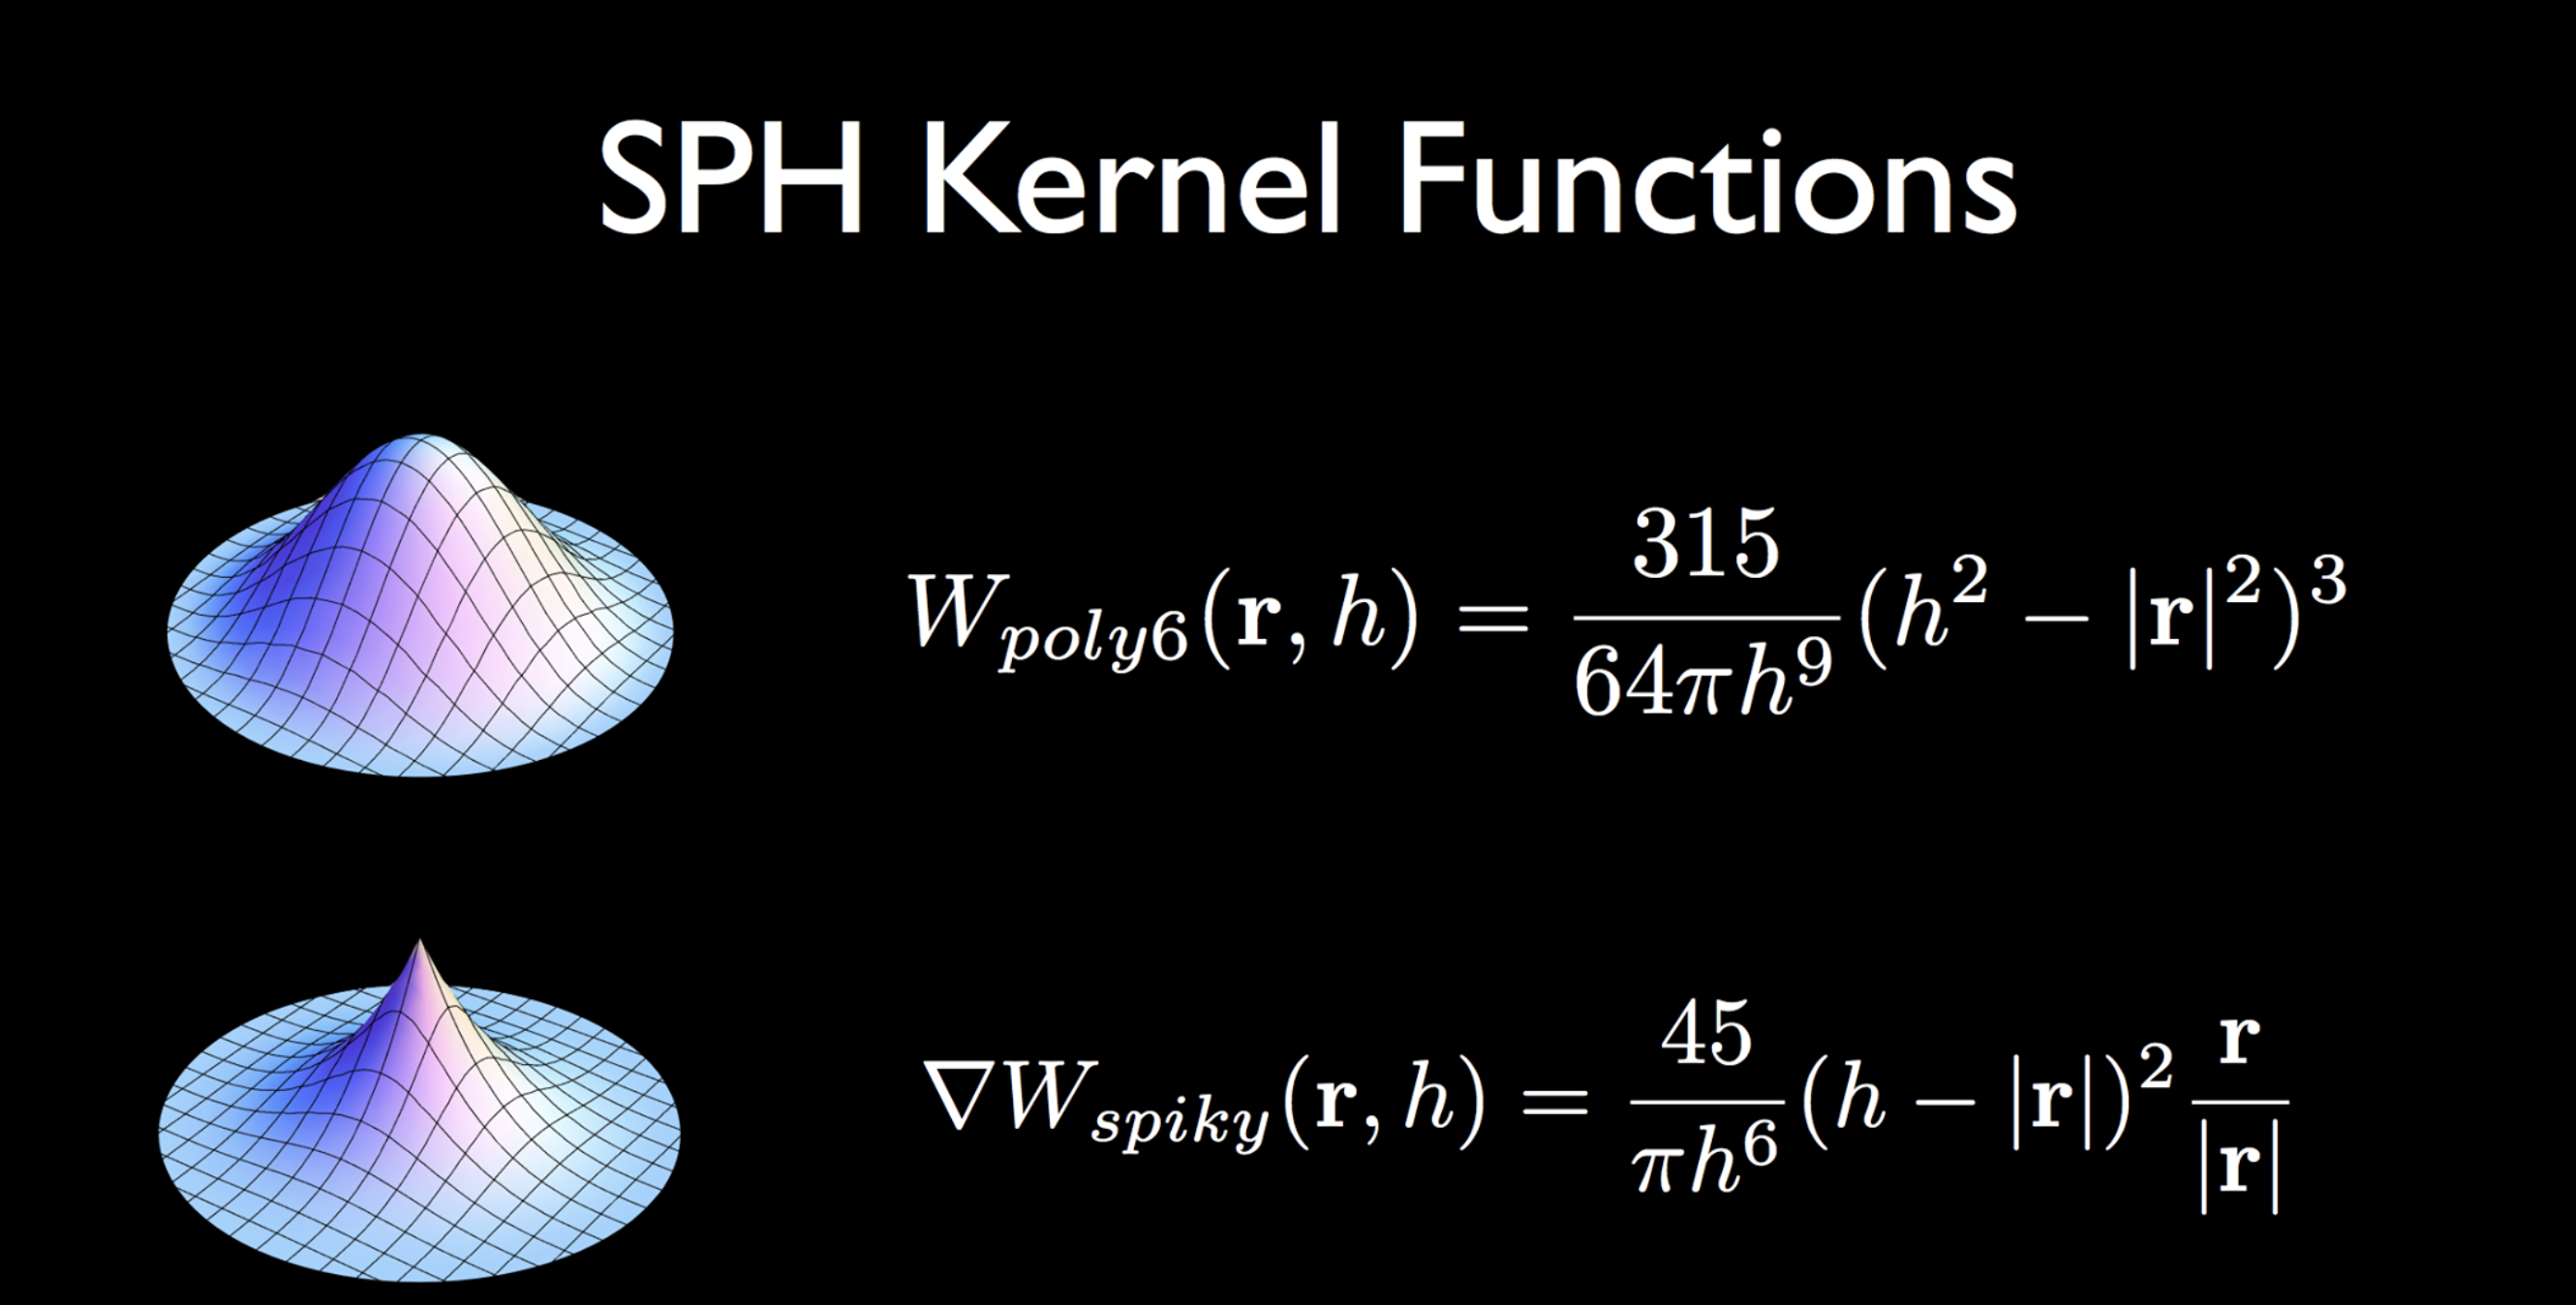 SPH Kernel Functions
$W_{poly6}(\mathbf{r}, h) = \frac{315}{64\pi h^9}(h^2 - |\mathbf{r}|^2)^3$
$\nabla W_{spiky}(\mathbf{r}, h) = \frac{45}{\pi h^6}(h - |\mathbf{r}|)^2 \frac{\mathbf{r}}{|\mathbf{r}|}$